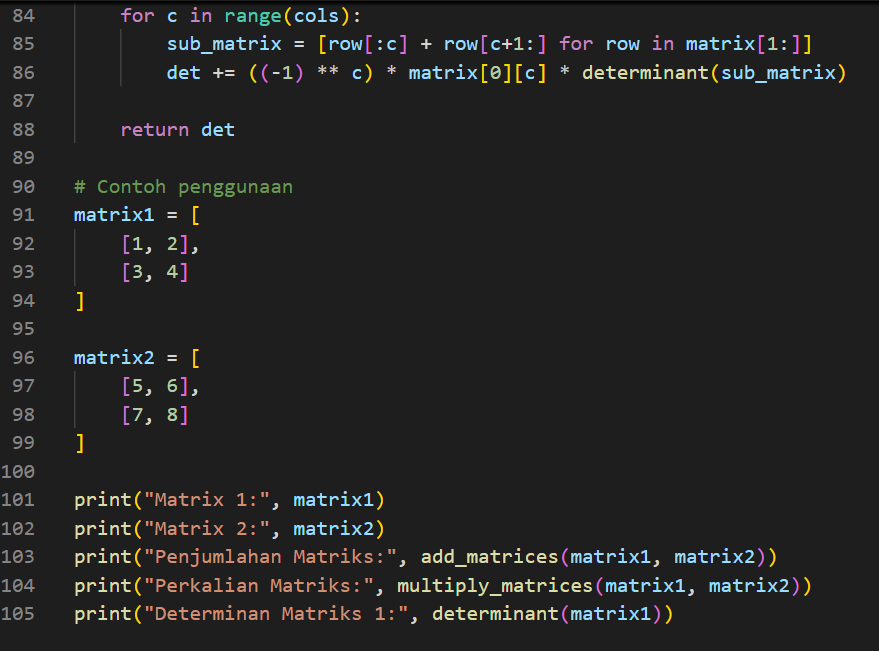 84 for c in range(cols):
85 sub_matrix = [row[:c] + row[c+1:] for row in matrix[1:]]
86 det += ((-1) ** c) * matrix[0][c] * determinant(sub_matrix)
87
88 return det
89
90 # Contoh penggunaan
91 matrix1 = [
92 [1, 2],
93 [3, 4]
94 ]
95
96 matrix2 = [
97 [5, 6],
98 [7, 8]
99 ]
100
101 print("Matrix 1:", matrix1)
102 print("Matrix 2:", matrix2)
103 print("Penjumlahan Matriks:", add_matrices(matrix1, matrix2))
104 print("Perkalian Matriks:", multiply_matrices(matrix1, matrix2))
105 print("Determinan Matriks 1:", determinant(matrix1))